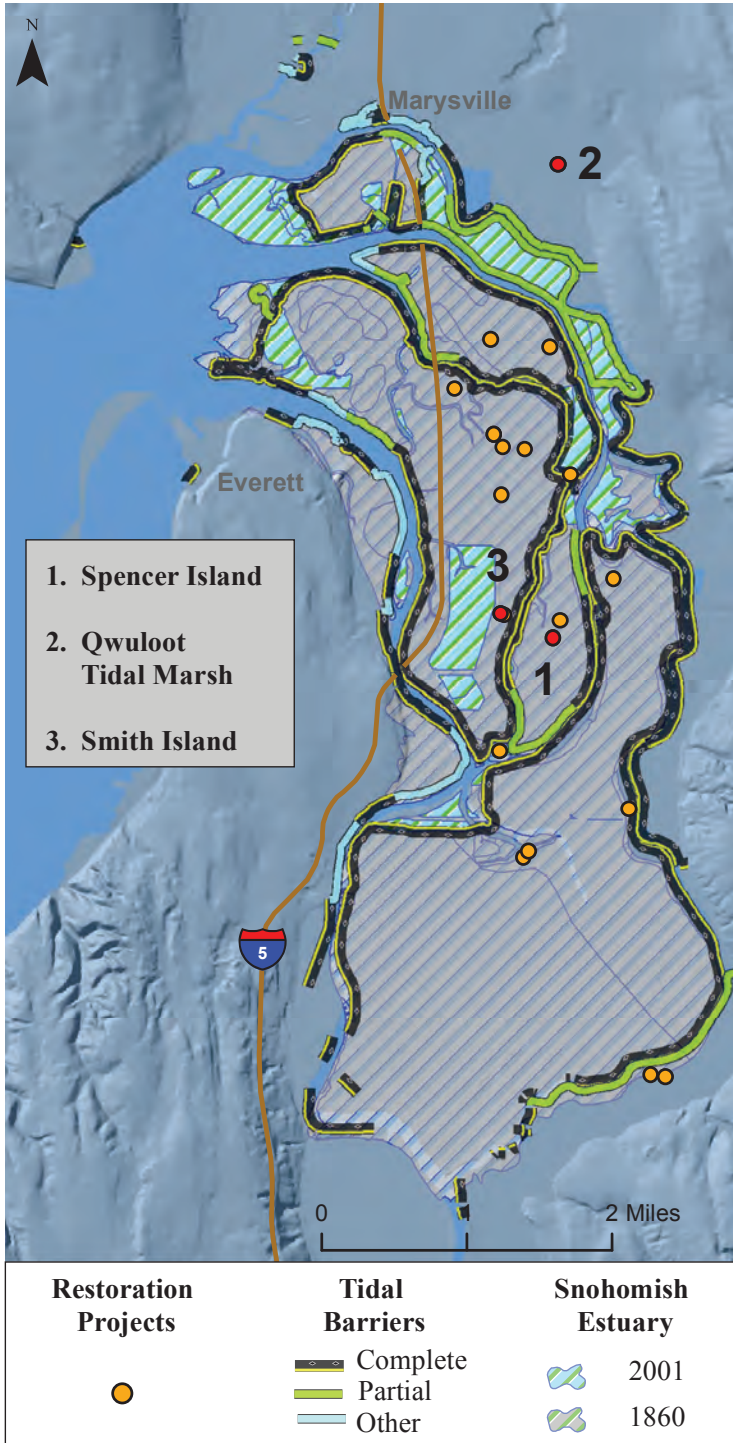 N
Marysville
2
Everett
3
1. Spencer Island
2. Qwuloot
Tidal Marsh
3. Smith Island
1
5
0 1 2 Miles
Restoration
Projects
Tidal
Barriers
Complete
Partial
Other
Snohomish
Estuary
2001
1860